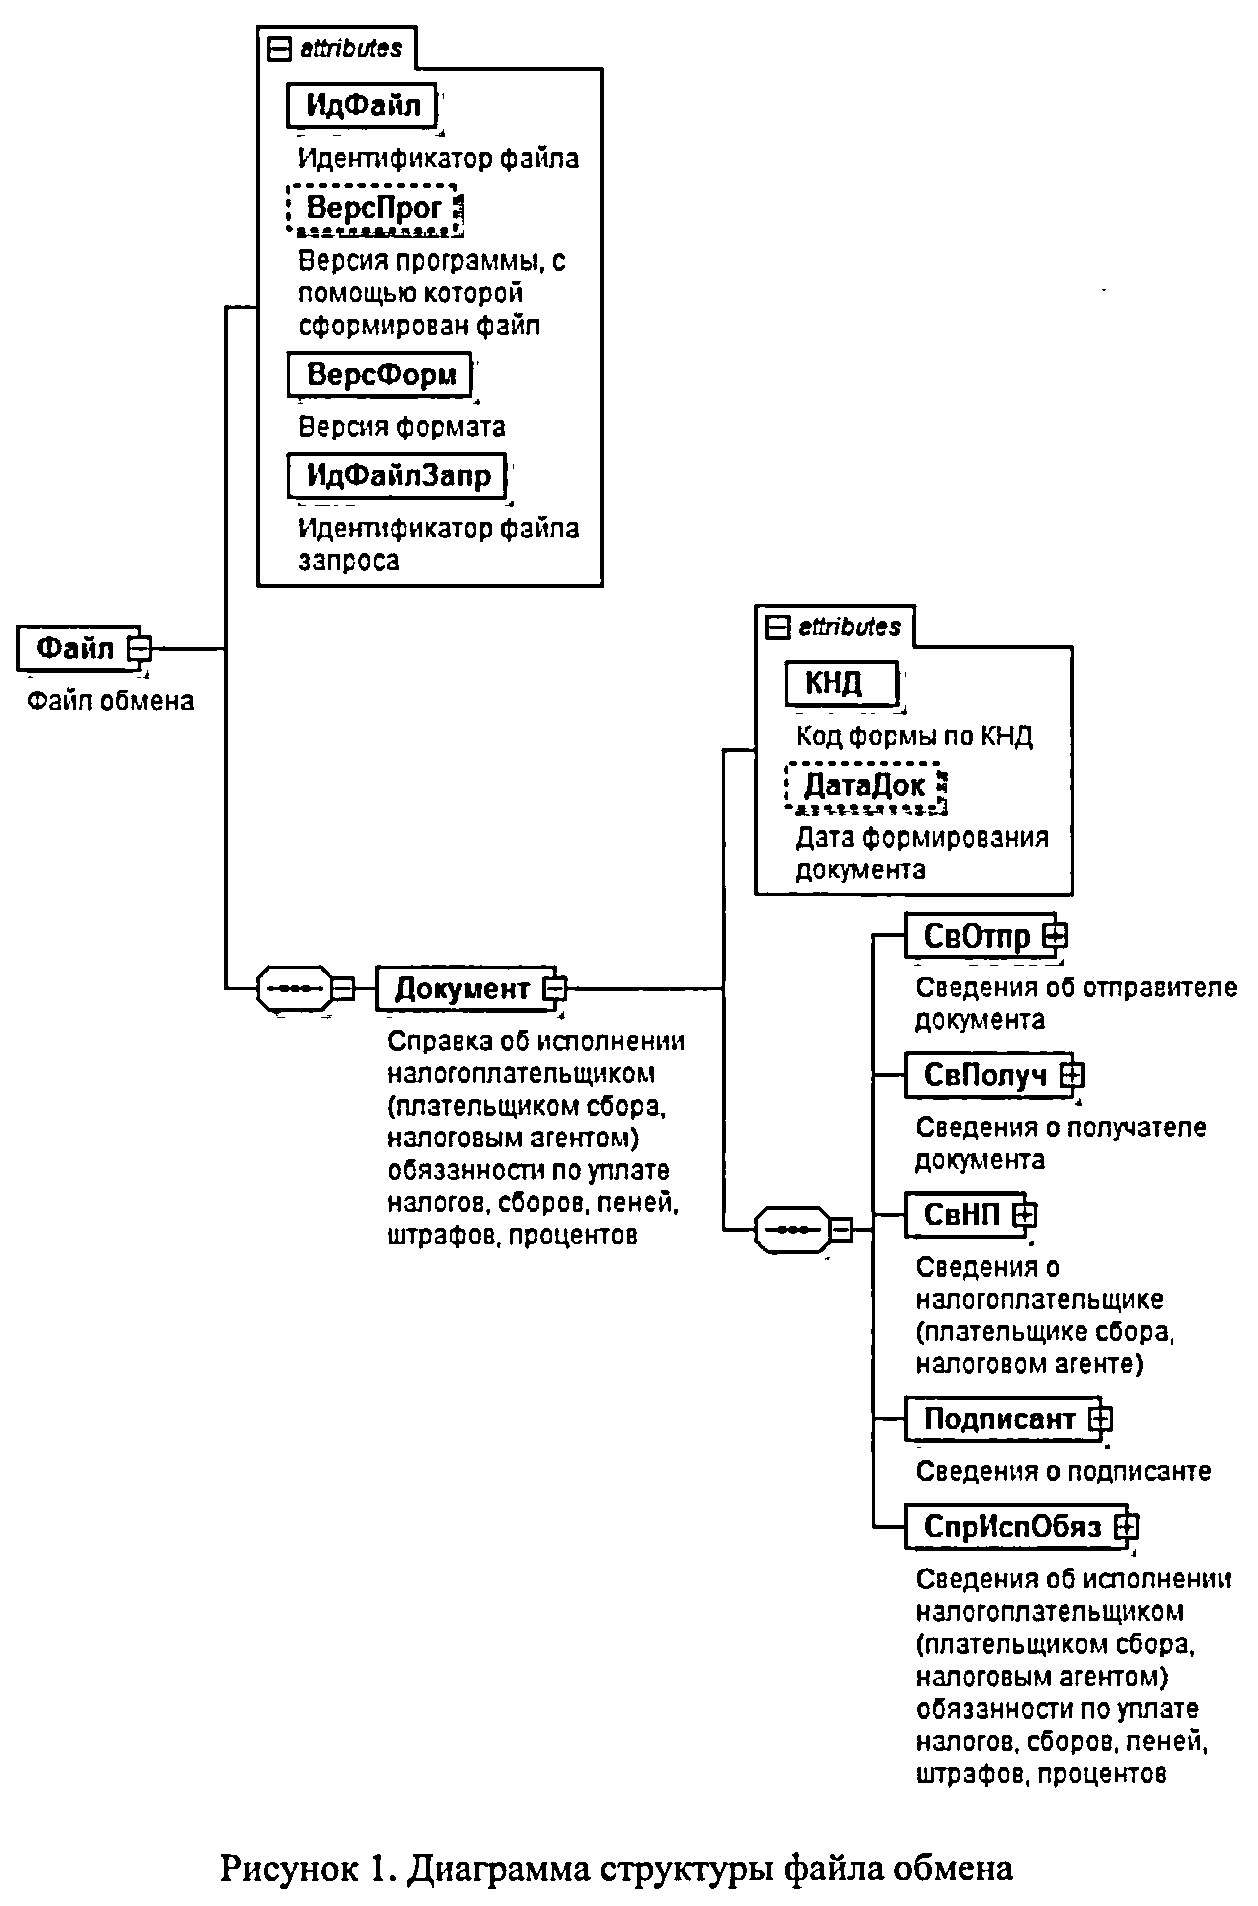 attributes
ИдФайл
Идентификатор файла
ВерсПрог
Версия программы, с
помощью которой
сформирован файл
ВерсФорм
Версия формата
ИдФайлЗапр
Идентификатор файла
запроса
Файл
Файл обмена
attributes
КНД
Код формы по КНД
ДатаДок
Дата формирования
документа
Документ
Справка об исполнении
налогоплательщиком
(плательщиком сбора,
налоговым агентом)
обязанности по уплате
налогов, сборов, пеней,
штрафов, процентов
СвОтпр
Сведения об отправителе
документа
СвПолуч
Сведения о получателе
документа
СвНП
Сведения о
налогоплательщике
(плательщике сбора,
налоговом агенте)
Подписант
Сведения о подписанте
СпрИспОбяз
Сведения об исполнении
налогоплательщиком
(плательщиком сбора,
налоговым агентом)
обязанности по уплате
налогов, сборов, пеней,
штрафов, процентов
Рисунок 1. Диаграмма структуры файла обмена